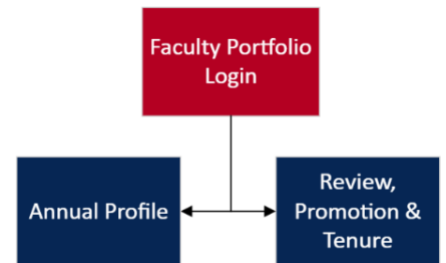 Faculty Portfolio
Login
Annual Profile
Review,
Promotion &
Tenure